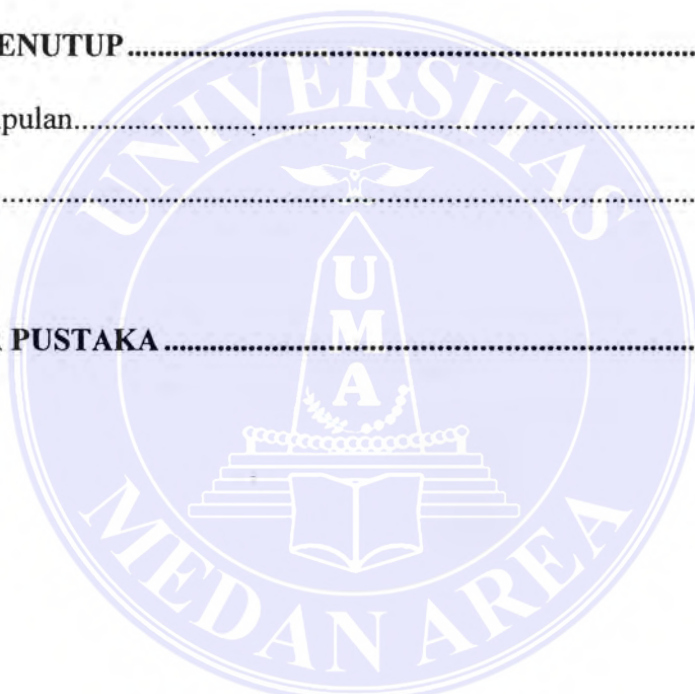 ENUTUP ........................................................................
pulan..............................................................................
.....................................................................................
PUSTAKA ..................................................................
UNIVERSITAS
U
M
A
MEDAN AREA